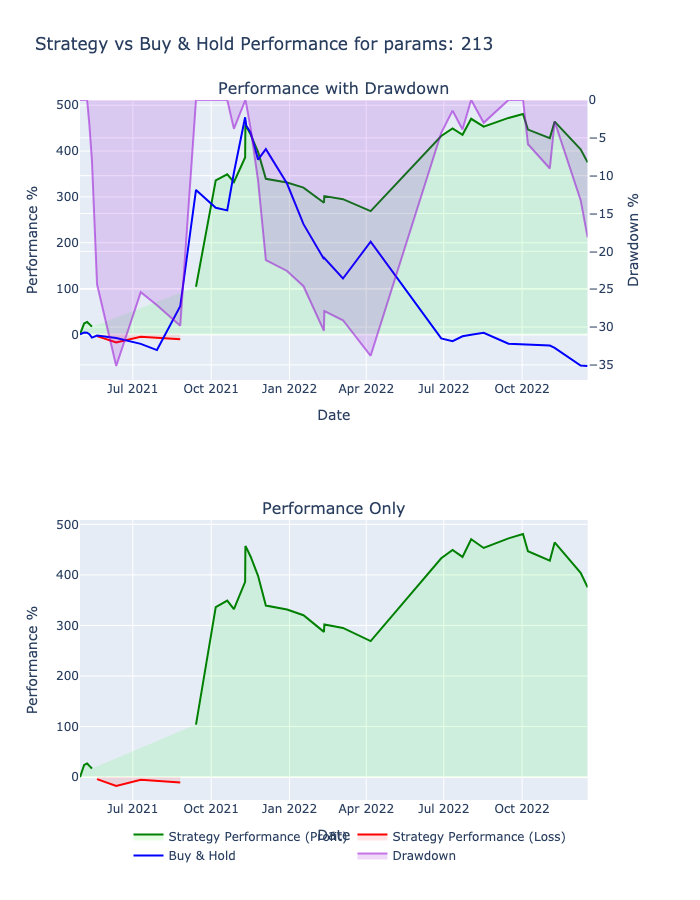 Strategy vs Buy & Hold Performance for params: 213
Performance with Drawdown
500
400
300
200
100
0
Performance %
0
−5
−10
−15
−20
−25
−30
−35
Drawdown %
Jul 2021 Oct 2021 Jan 2022 Apr 2022 Jul 2022 Oct 2022
Date
Performance Only
500
400
300
200
100
0
Performance %
Jul 2021 Oct 2021 Jan 2022 Apr 2022 Jul 2022 Oct 2022
Date
Strategy Performance (Profit) Strategy Performance (Loss)
Buy & Hold Drawdown